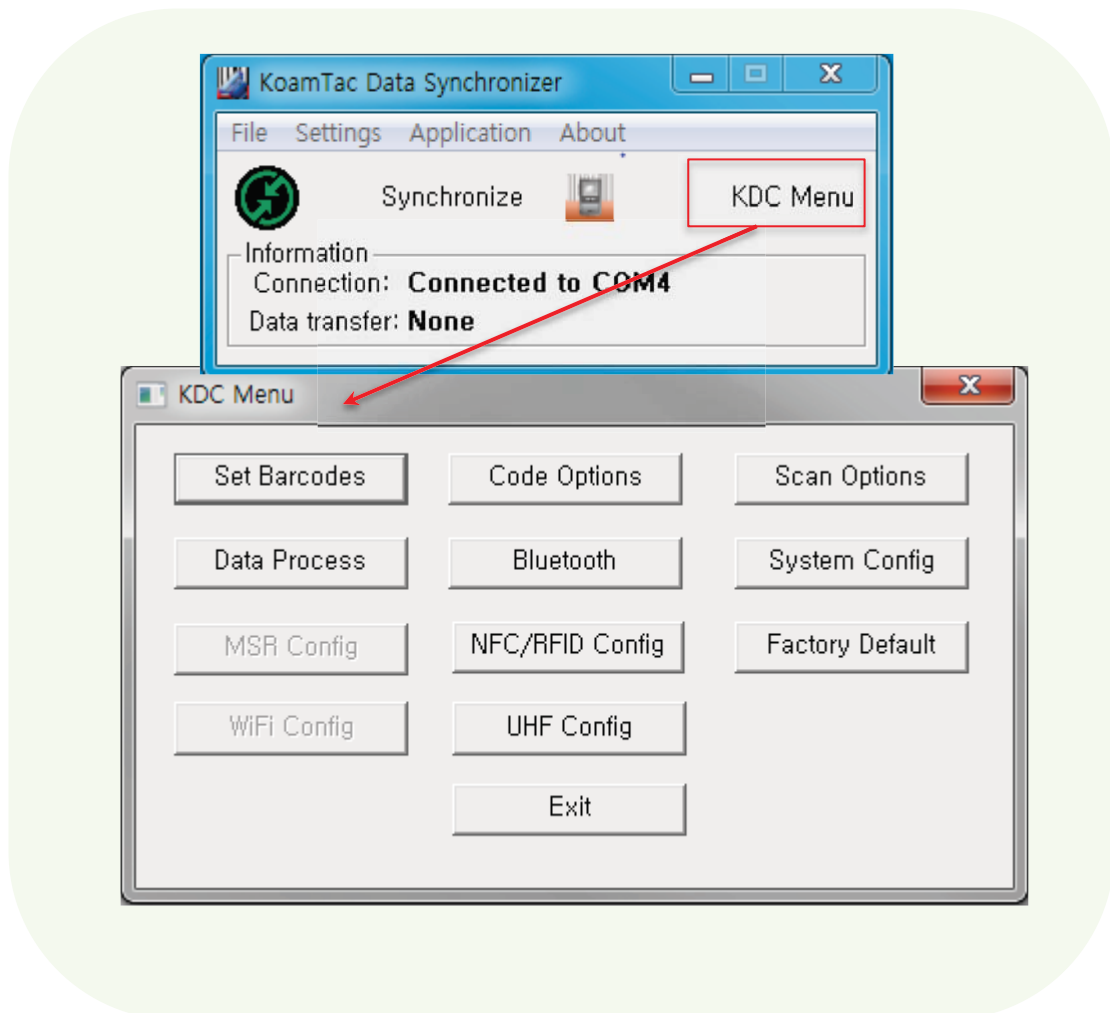 KoamTac Data Synchronizer
File Settings Application About
Synchronize KDC Menu
Information
Connection: Connected to COM4
Data transfer: None
KDC Menu
Set Barcodes Code Options Scan Options
Data Process Bluetooth System Config
MSR Config NFC/RFID Config Factory Default
WiFi Config UHF Config
Exit